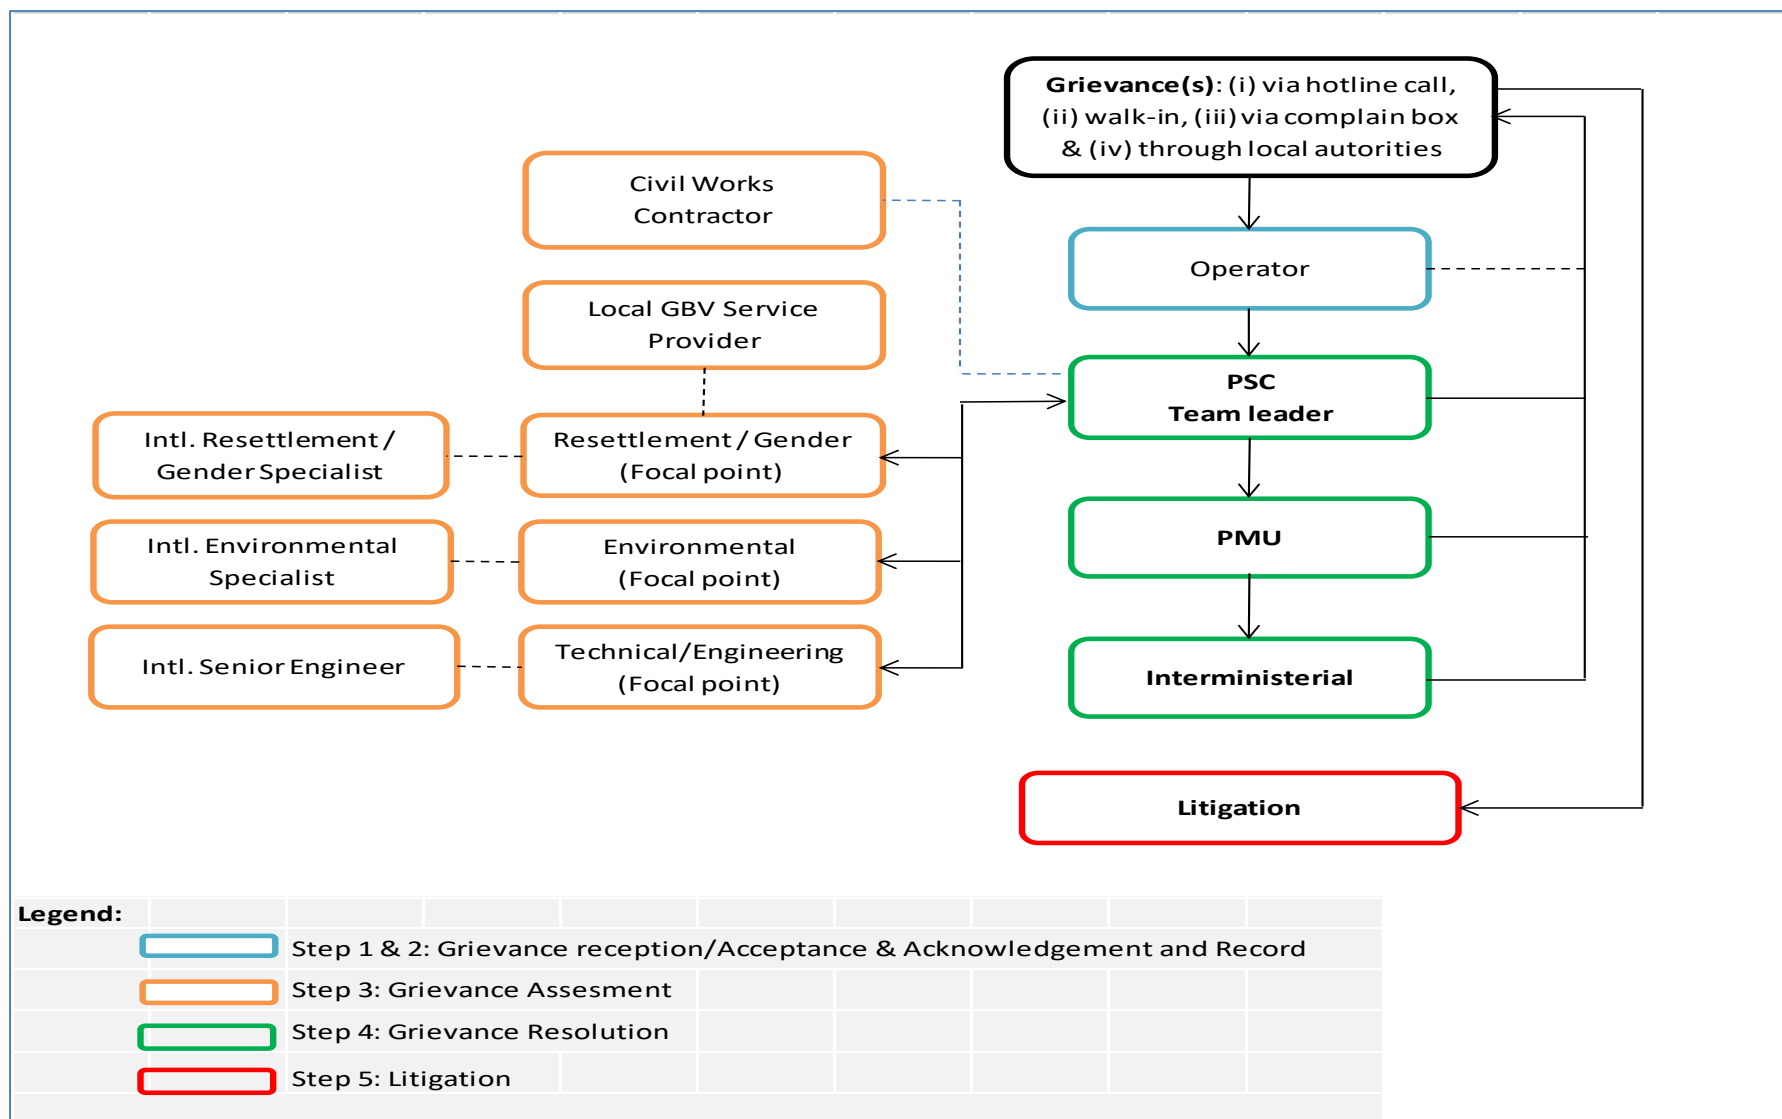 Grievance(s): (i) via hotline call,
(ii) walk-in, (iii) via complain box
& (iv) through local autorities
Civil Works
Contractor
Operator
Local GBV Service
Provider
PSC
Team leader
Intl. Resettlement /
Gender Specialist
Resettlement / Gender
(Focal point)
Intl. Environmental
Specialist
Environmental
(Focal point)
PMU
Intl. Senior Engineer
Technical/Engineering
(Focal point)
Interministerial
Litigation
Legend:
Step 1 & 2: Grievance reception/Acceptance & Acknowledgement and Record
Step 3: Grievance Assesment
Step 4: Grievance Resolution
Step 5: Litigation